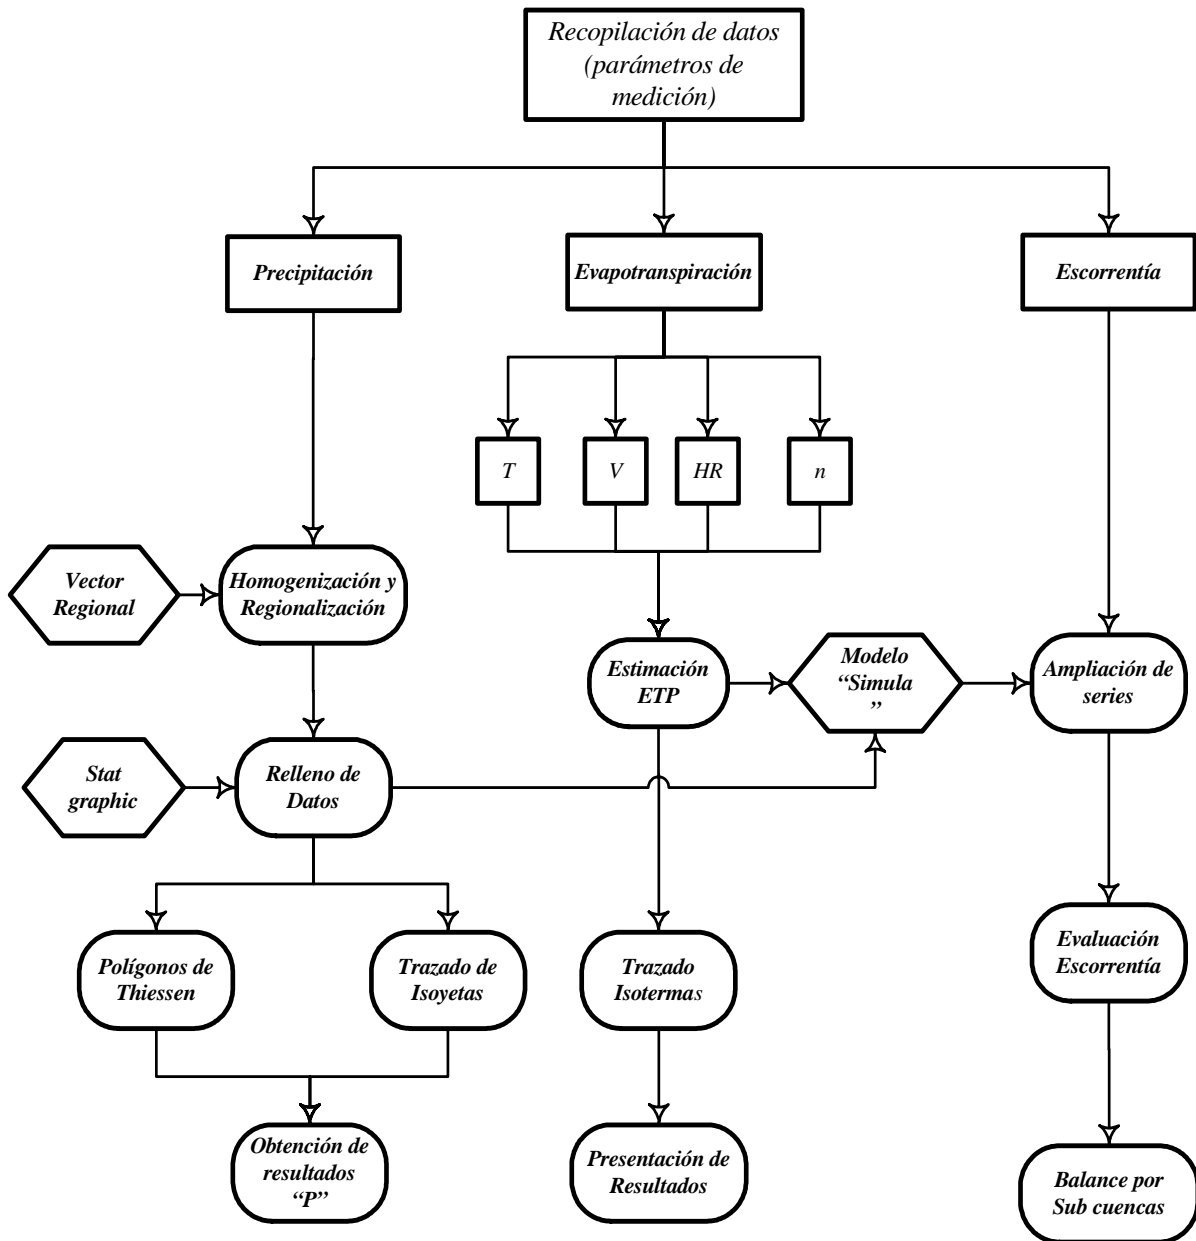 Recopilación de datos
(parámetros de
medición)
Precipitación
Evapotranspiración
Escorrentía
T
V
HR
n
Vector
Regional
Homogenización y
Regionalización
Estimación
ETP
Modelo
“Simula
”
Ampliación de
series
Stat
graphic
Relleno de
Datos
Polígonos de
Thiessen
Trazado de
Isoyetas
Trazado
Isotermas
Evaluación
Escorrentía
Obtención de
resultados
“P”
Presentación de
Resultados
Balance por
Sub cuencas